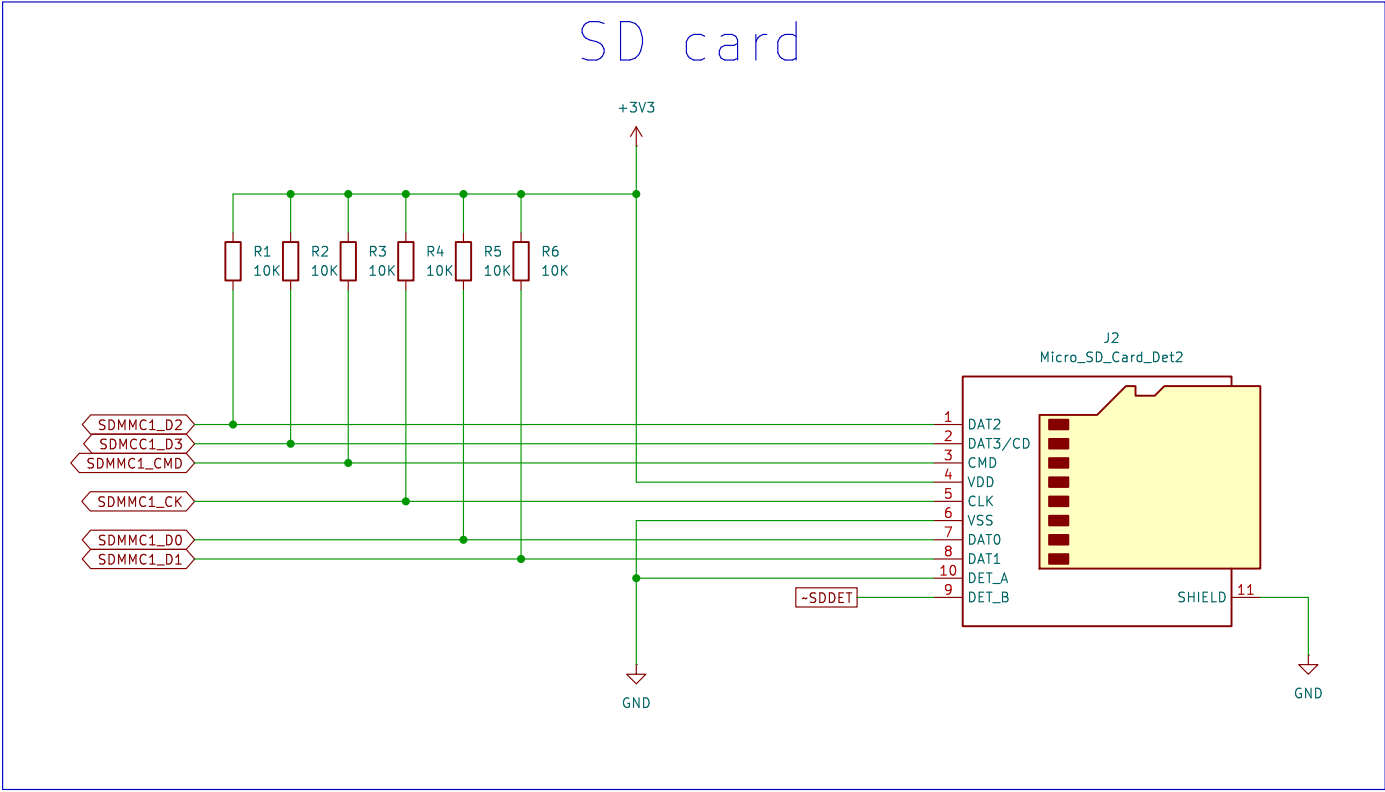 SD card
+3V3
R1
10K
R2
10K
R3
10K
R4
10K
R5
10K
R6
10K
J2
Micro_SD_Card_Det2
SDMMC1_D2
1
DAT2
SDMCC1_D3
2
DAT3/CD
SDMMC1_CMD
3
CMD
4
VDD
SDMMC1_CK
5
CLK
6
VSS
SDMMC1_D0
7
DAT0
SDMMC1_D1
8
DAT1
10
DET_A
~SDDET
9
DET_B
SHIELD
11
GND
GND